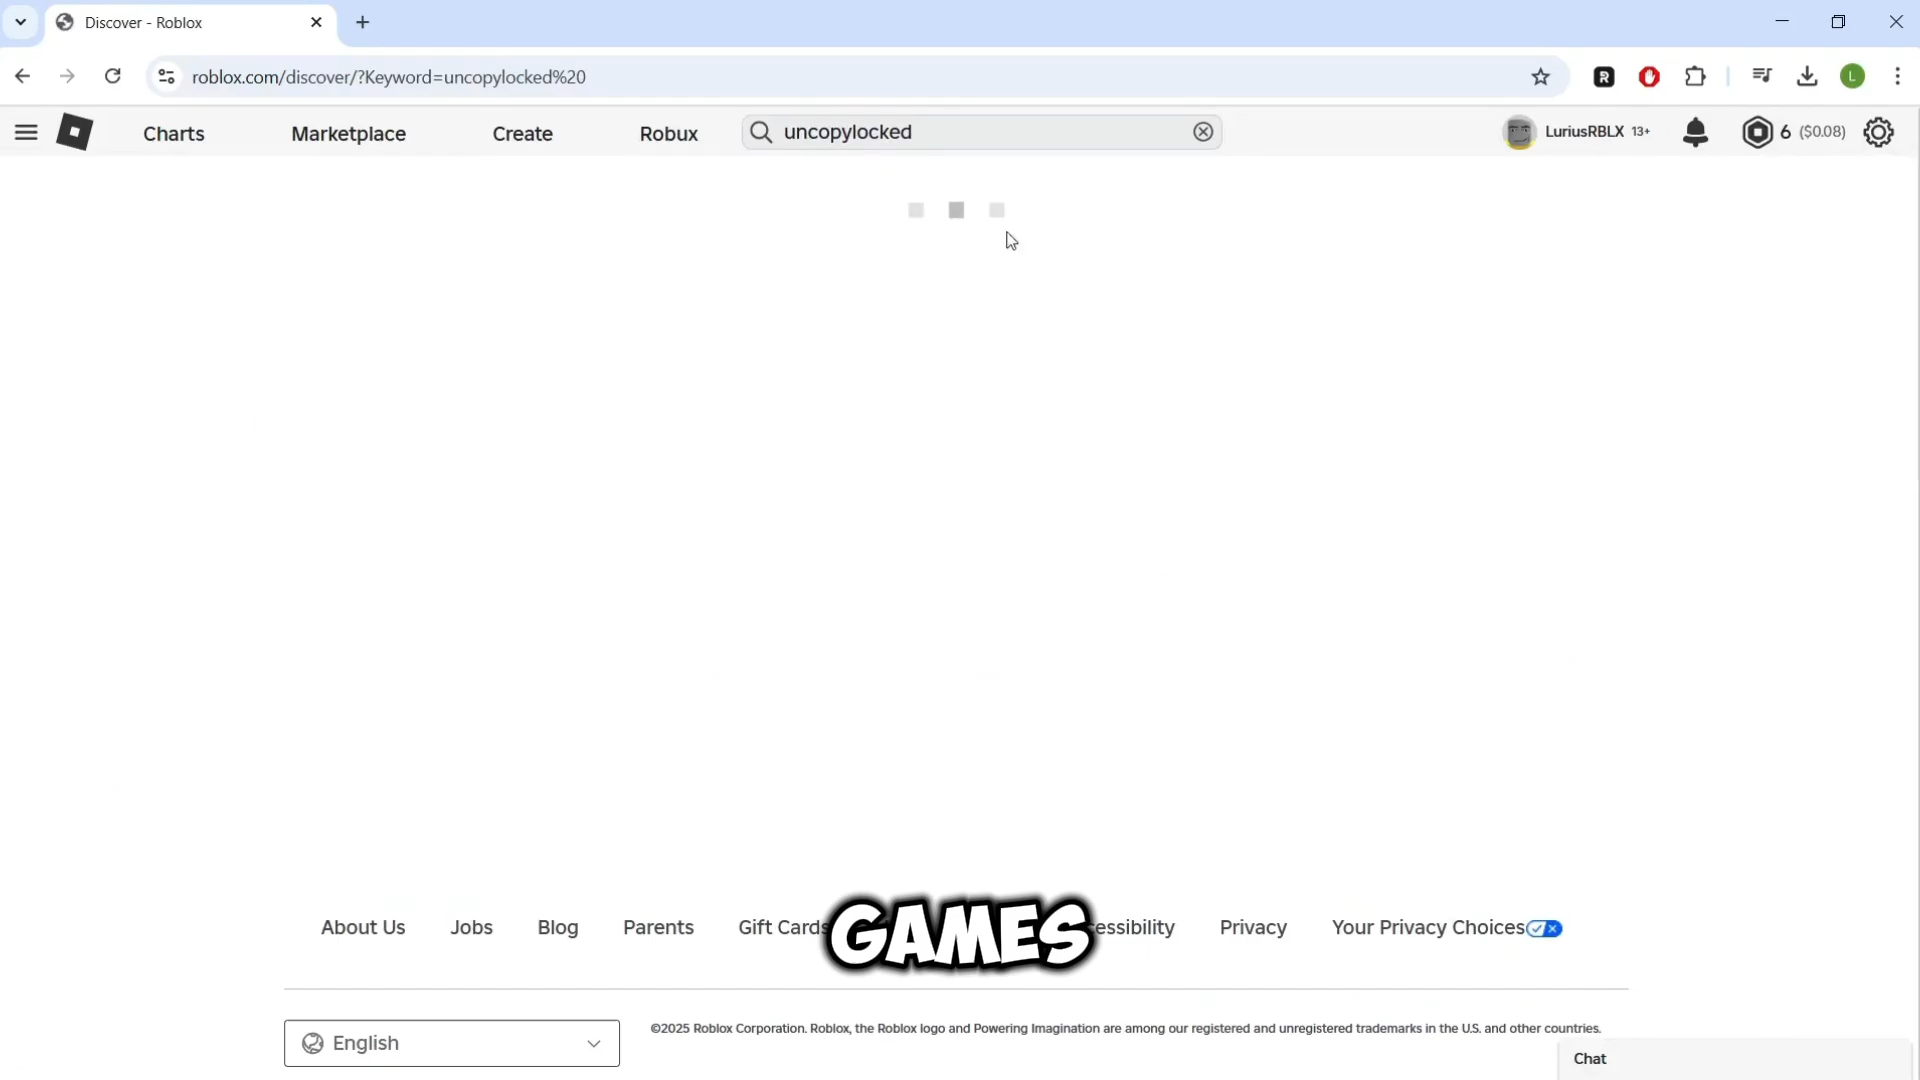 Discover - Roblox
roblox.com/discover/?Keyword=uncopylocked%20
L
Charts Marketplace Create Robux uncopylocked LuriusRBLX 13+ 6 ($0.08)
About Us Jobs Blog Parents Gift Cards cessibility Privacy Your Privacy Choices
GAMES
English
©2025 Roblox Corporation. Roblox, the Roblox logo and Powering Imagination are among our registered and unregistered trademarks in the U.S. and other countries.
Chat